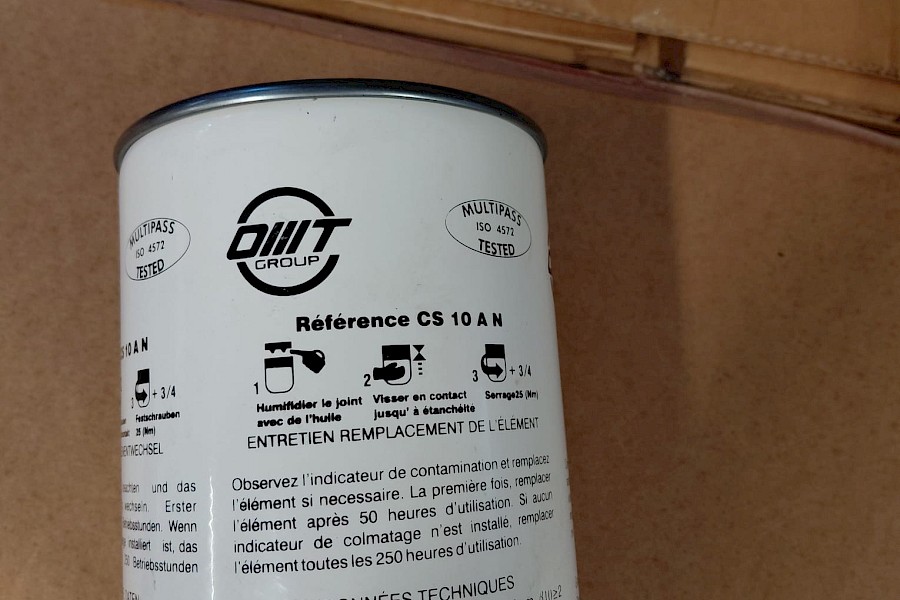 MULTIPASS
ISO 4572
TESTED
OMT
GROUP
MULTIPASS
ISO 4572
TESTED
Référence CS 10 A N
10 A N
1
2
3 + 3/4
3 + 3/4
Humidifier le joint
avec de l'huile
Visser en contact
jusqu' à étanchéité
Serrage 25 (Nm)
Festschrauben
25 (Nm)
ENTRETIEN REMPLACEMENT DE L'ÉLÉMENT
Observez l'indicateur de contamination et remplacez
l'élément si necessaire. La première fois, remplacer
l'élément après 50 heures d'utilisation. Si aucun
indicateur de colmatage n'est installé, remplacer
l'élément toutes les 250 heures d'utilisation.
und das
Erster
Wenn
ist, das
Betriebsstunden
TECHNIQUES